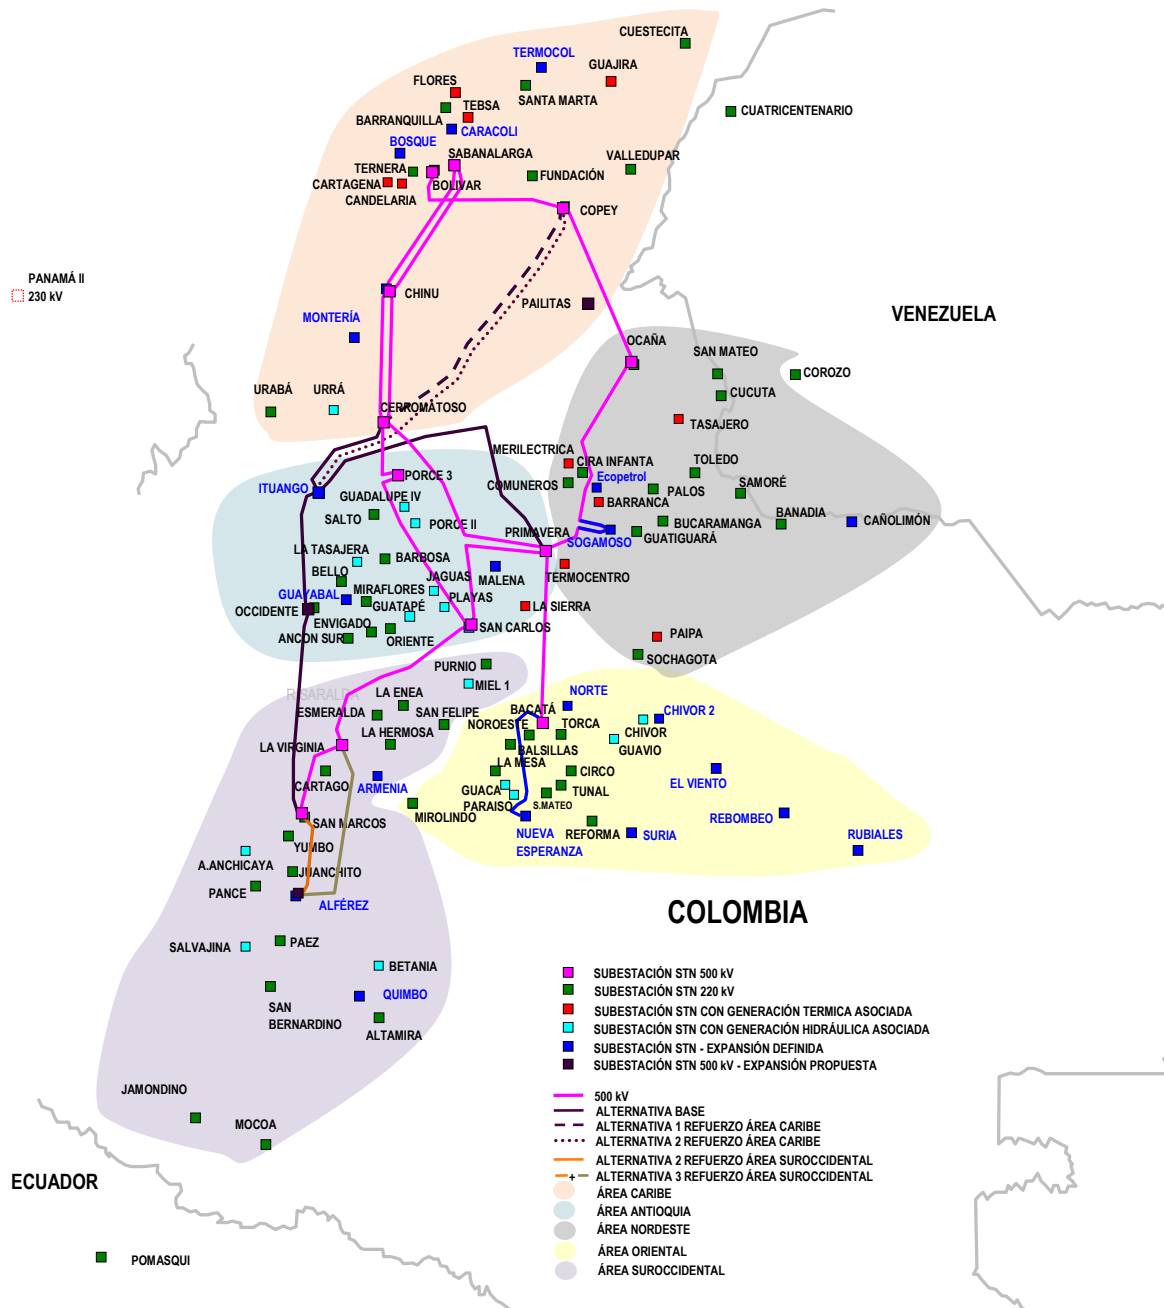 CUESTECITA
TERMOCOL
GUAJIRA
FLORES
SANTA MARTA
TEBSA
BARRANQUILLA
CARACOLI
CUATRICENTENARIO
BOSQUE
SABANALARGA
TERNERA
VALLEDUPAR
FUNDACIÓN
CARTAGENA
BOLIVAR
CANDELARIA
COPEY
PANAMÁ II
230 kV
CHINU
PAILITAS
MONTERÍA
VENEZUELA
OCAÑA
SAN MATEO
COROZO
URABÁ
URRÁ
CUCUTA
CERROMATOSO
TASAJERO
MERILECTRICA
CIRA INFANTA
TOLEDO
PORCE 3
Ecopetrol
COMUNEROS
ITUANGO
GUADALUPE IV
PALOS
SAMORÉ
BARRANCA
SALTO
PORCE II
BUCARAMANGA
BANADIA
CAÑOLIMÓN
PRIMAVERA
SOGAMOSO
GUATIGUARÁ
LA TASAJERA
BARBOSA
TERMOCENTRO
BELLO
JAGUAS
MALENA
MIRAFLORES
GUAYABAL
PLAYAS
OCCIDENTE
GUATAPÉ
LA SIERRA
ENVIGADO
SAN CARLOS
ANCON SUR
ORIENTE
PAIPA
SOCHAGOTA
PURNIO
MIEL 1
RISARALDA
LA ENEA
NORTE
ESMERALDA
SAN FELIPE
BACATÁ
CHIVOR 2
NOROESTE
TORCA
CHIVOR
LA HERMOSA
GUAVIO
LA VIRGINIA
BALSILLAS
LA MESA
CIRCO
CARTAGO
ARMENIA
GUACA
TUNAL
EL VIENTO
PARAISO
S.MATEO
MIROLINDO
SAN MARCOS
NUEVA
ESPERANZA
REFORMA
SURIA
REBOMBEO
RUBIALES
YUMBO
A.ANCHICAYA
JUANCHITO
PANCE
ALFÉREZ
COLOMBIA
SALVAJINA
PAEZ
BETANIA
QUIMBO
SAN
BERNARDINO
ALTAMIRA
SUBESTACIÓN STN 500 kV
SUBESTACIÓN STN 220 kV
SUBESTACIÓN STN CON GENERACIÓN TERMICA ASOCIADA
SUBESTACIÓN STN CON GENERACIÓN HIDRÁULICA ASOCIADA
SUBESTACIÓN STN - EXPANSIÓN DEFINIDA
SUBESTACIÓN STN 500 kV - EXPANSIÓN PROPUESTA
JAMONDINO
MOCOA
500 kV
ALTERNATIVA BASE
ALTERNATIVA 1 REFUERZO ÁREA CARIBE
ALTERNATIVA 2 REFUERZO ÁREA CARIBE
ALTERNATIVA 2 REFUERZO ÁREA SUROCCIDENTAL
+ ALTERNATIVA 3 REFUERZO ÁREA SUROCCIDENTAL
ÁREA CARIBE
ÁREA ANTIOQUIA
ÁREA NORDESTE
ÁREA ORIENTAL
ÁREA SUROCCIDENTAL
ECUADOR
POMASQUI